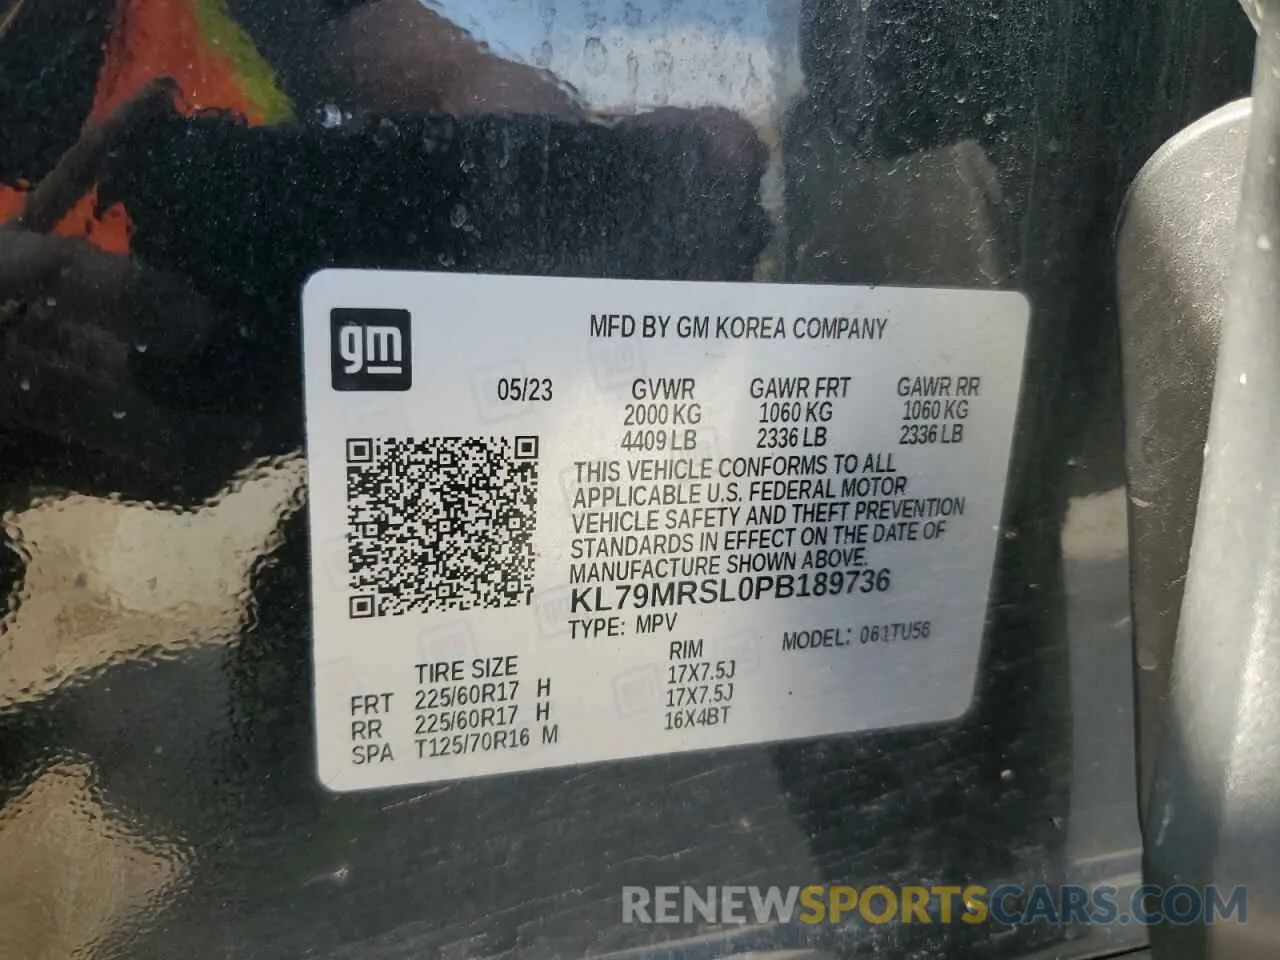 gm
MFD BY GM KOREA COMPANY
05/23 GVWR GAWR FRT GAWR RR
2000 KG 1060 KG 1060 KG
4409 LB 2336 LB 2336 LB
THIS VEHICLE CONFORMS TO ALL
APPLICABLE U.S. FEDERAL MOTOR
VEHICLE SAFETY AND THEFT PREVENTION
STANDARDS IN EFFECT ON THE DATE OF
MANUFACTURE SHOWN ABOVE.
KL79MRSL0PB189736
TYPE: MPV MODEL: 061TU56
TIRE SIZE RIM
FRT 225/60R17 H 17X7.5J
RR 225/60R17 H 17X7.5J
SPA T125/70R16 M 16X4BT
RENEWSPORTSCARS.COM